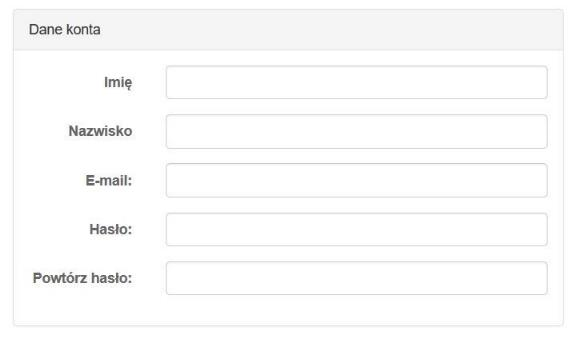 Dane konta
Imię
Nazwisko
E-mail:
Hasło:
Powtórz hasło: